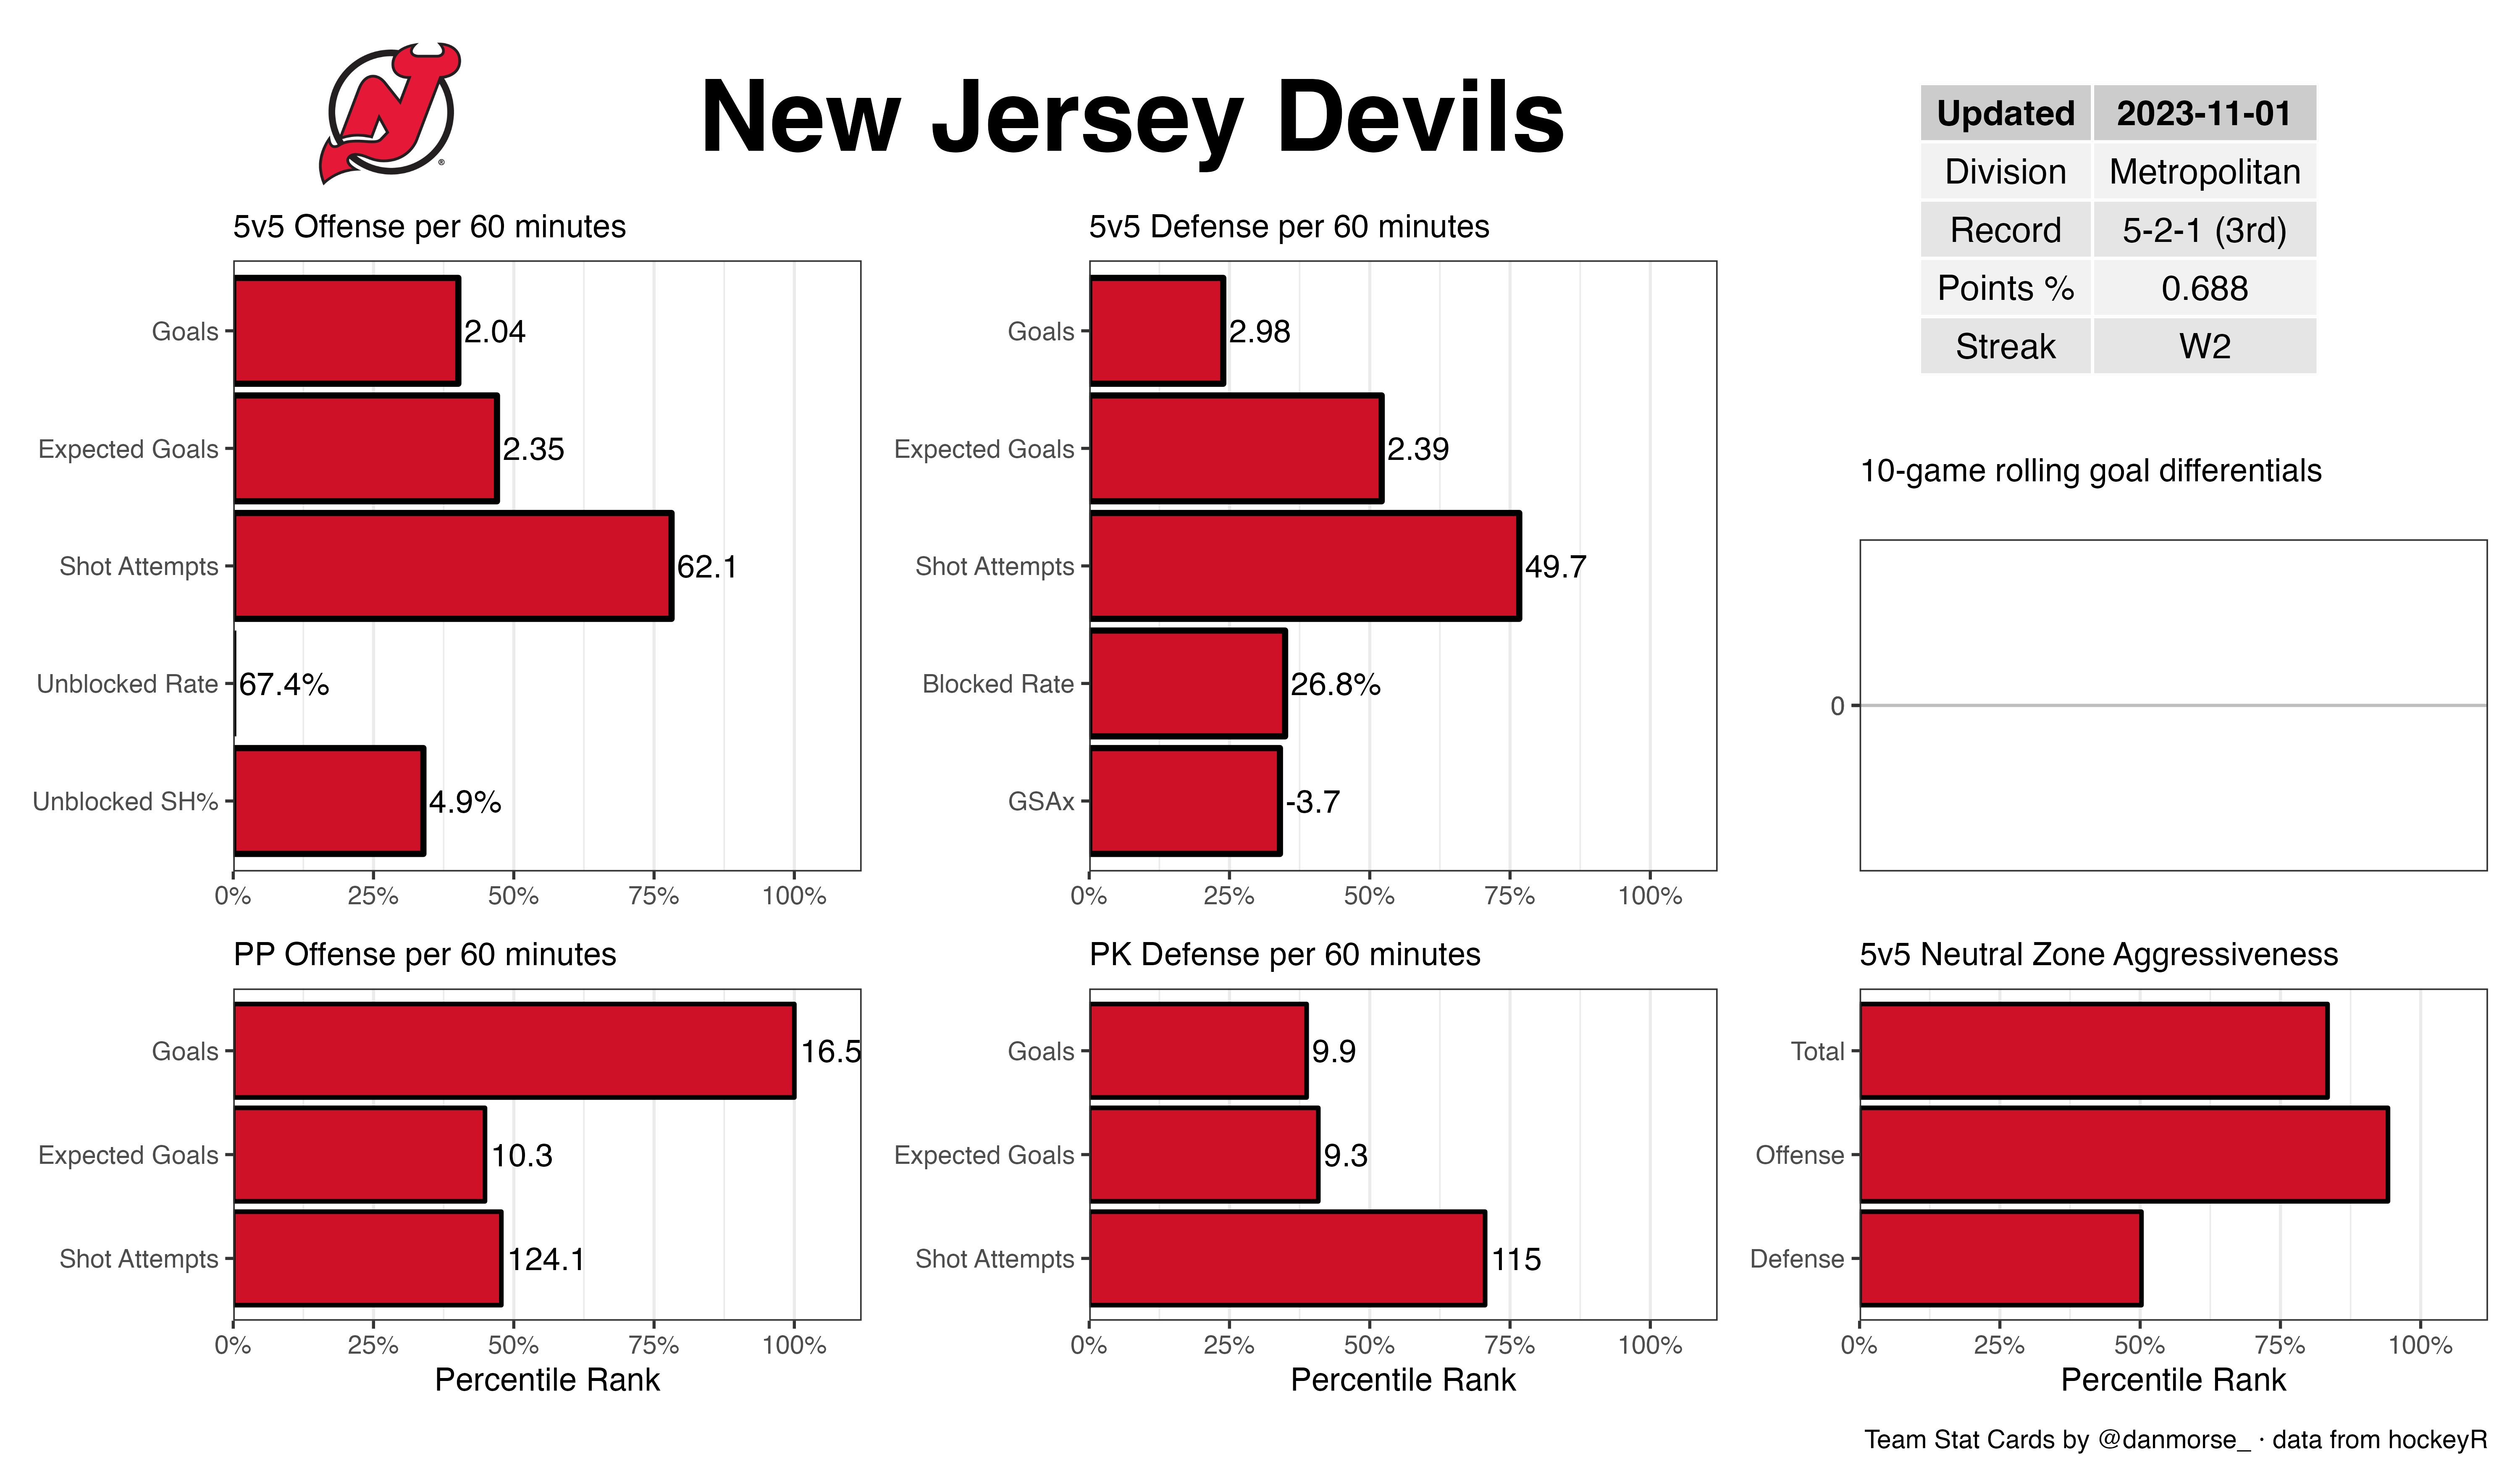 New Jersey Devils
Updated 2023-11-01
Division Metropolitan
Record 5-2-1 (3rd)
Points % 0.688
Streak W2
5v5 Offense per 60 minutes
Goals 2.04
Expected Goals 2.35
Shot Attempts 62.1
Unblocked Rate 67.4%
Unblocked SH% 4.9%
0% 25% 50% 75% 100%
5v5 Defense per 60 minutes
Goals 2.98
Expected Goals 2.39
Shot Attempts 49.7
Blocked Rate 26.8%
GSAx -3.7
0% 25% 50% 75% 100%
10-game rolling goal differentials
0
PP Offense per 60 minutes
Goals 16.5
Expected Goals 10.3
Shot Attempts 124.1
0% 25% 50% 75% 100%
Percentile Rank
PK Defense per 60 minutes
Goals 9.9
Expected Goals 9.3
Shot Attempts 115
0% 25% 50% 75% 100%
Percentile Rank
5v5 Neutral Zone Aggressiveness
Total
Offense
Defense
0% 25% 50% 75% 100%
Percentile Rank
Team Stat Cards by @danmorse_ · data from hockeyR